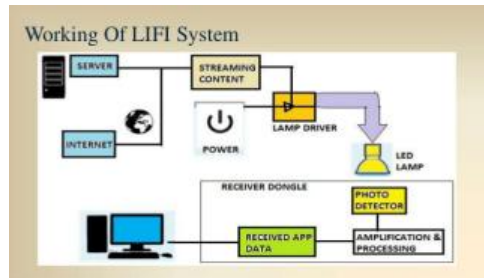 Working Of LIFI System
SERVER
STREAMING
CONTENT
INTERNET
POWER
LAMP DRIVER
LED
LAMP
RECEIVER DONGLE
PHOTO
DETECTOR
RECEIVED APP
DATA
AMPLIFICATION &
PROCESSING